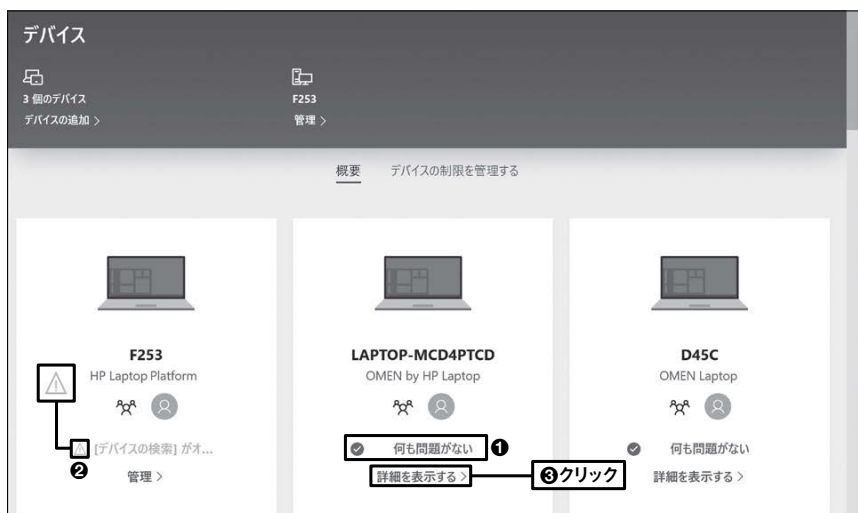 デバイス
3 個のデバイス
デバイスの追加 >
F253
管理 >
概要 デバイスの制限を管理する
F253
HP Laptop Platform
[デバイスの検索] がオ...
❷
管理 >
LAPTOP-MCD4PTCD
OMEN by HP Laptop
何も問題がない ❶
詳細を表示する > ❸クリック
D45C
OMEN Laptop
何も問題がない
詳細を表示する >